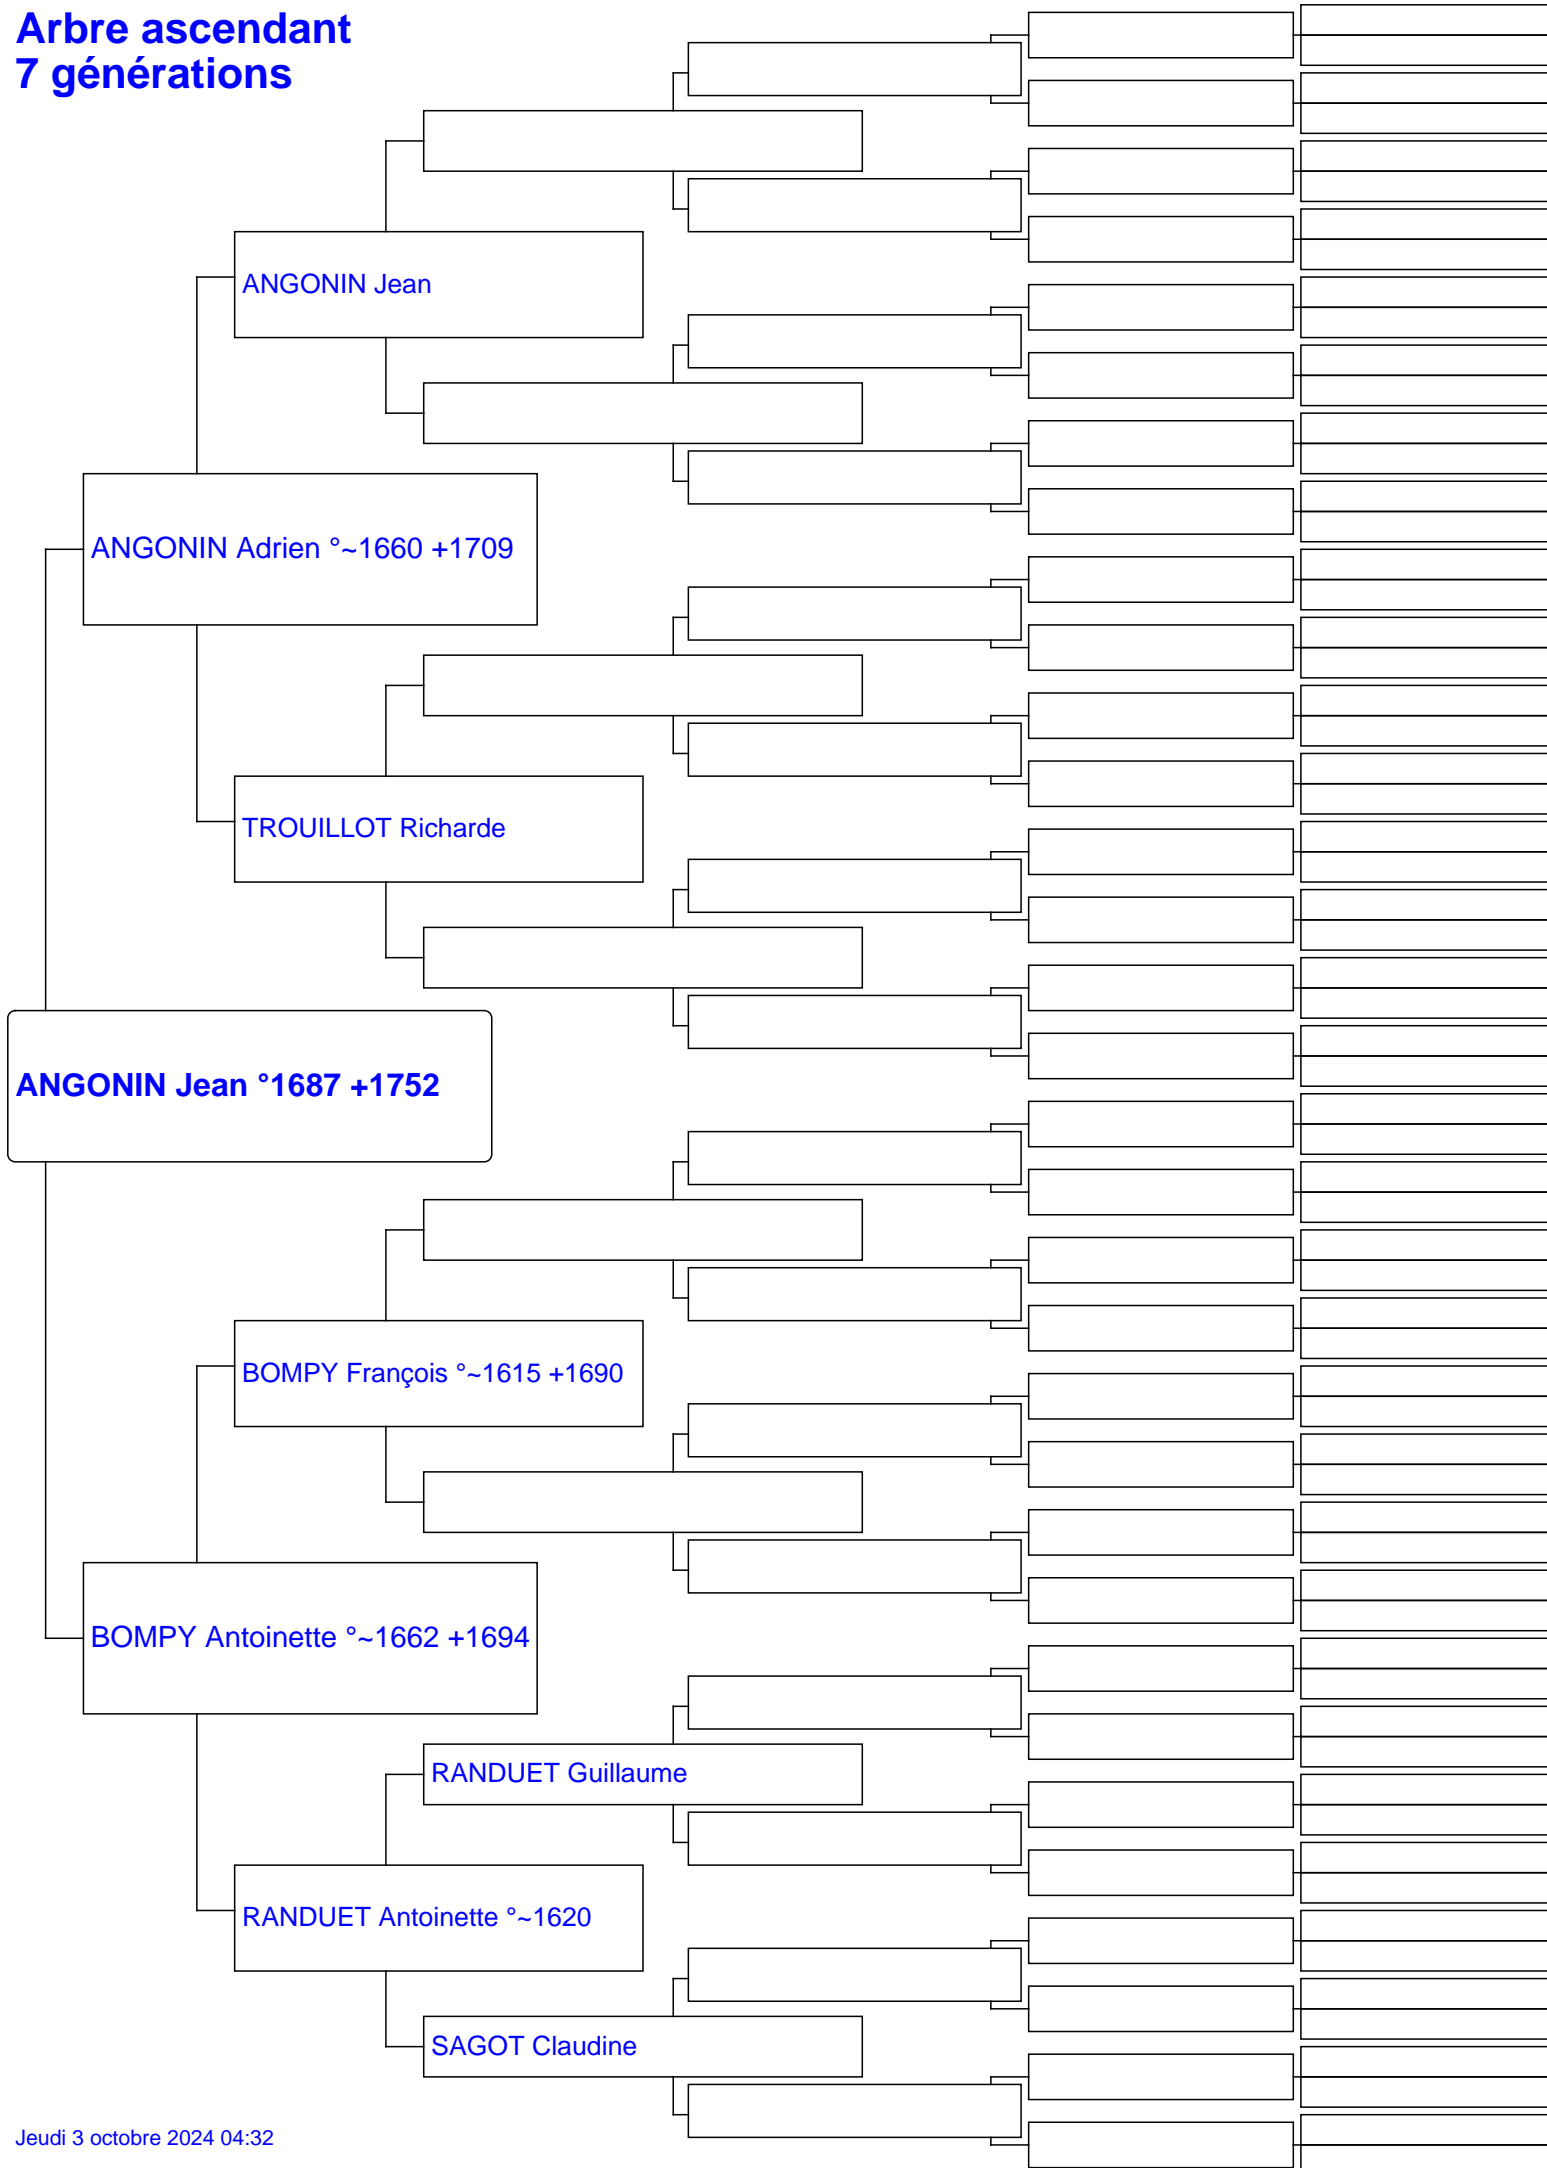 Arbre ascendant
7 générations
ANGONIN Jean
ANGONIN Adrien °~1660 +1709
TROUILLOT Richarde
ANGONIN Jean °1687 +1752
BOMPY François °~1615 +1690
BOMPY Antoinette °~1662 +1694
RANDUET Guillaume
RANDUET Antoinette °~1620
SAGOT Claudine
Jeudi 3 octobre 2024 04:32